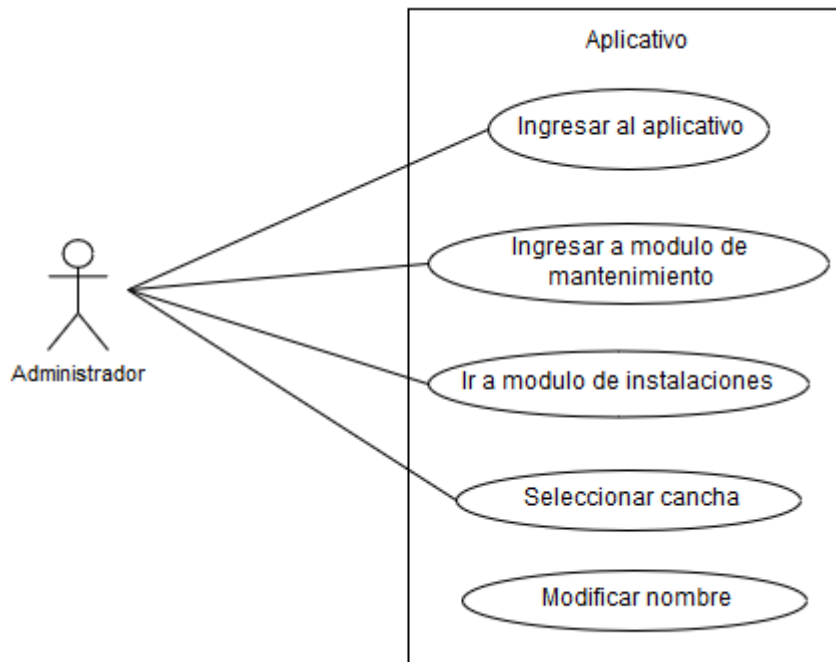 Aplicativo
Ingresar al aplicativo
Ingresar a modulo de
mantenimiento
Ir a modulo de instalaciones
Administrador
Seleccionar cancha
Modificar nombre